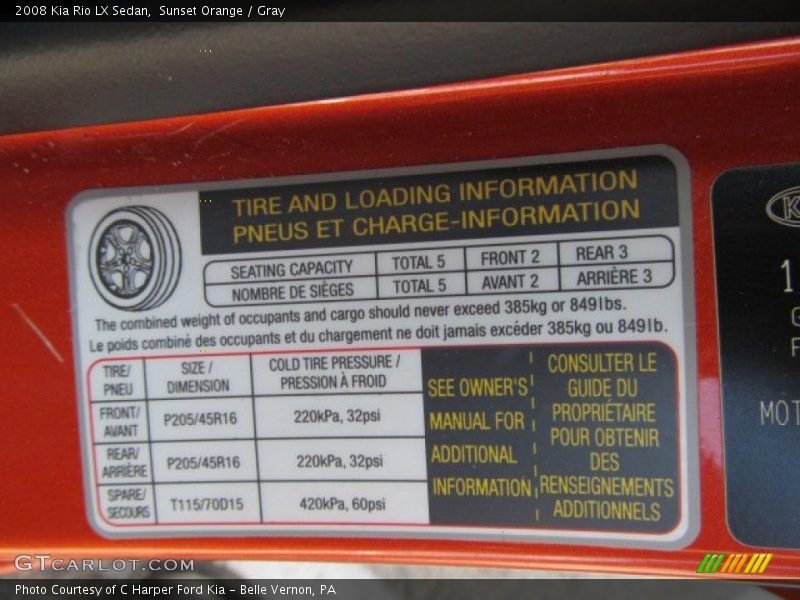 2008 Kia Rio LX Sedan, Sunset Orange / Gray
TIRE AND LOADING INFORMATION
PNEUS ET CHARGE-INFORMATION
SEATING CAPACITY TOTAL 5 FRONT 2 REAR 3
NOMBRE DE SIÈGES TOTAL 5 AVANT 2 ARRIÈRE 3
The combined weight of occupants and cargo should never exceed 385kg or 849lbs.
Le poids combiné des occupants et du chargement ne doit jamais excéder 385kg ou 849lb.
TIRE/ SIZE / COLD TIRE PRESSURE /
PNEU DIMENSION PRESSION À FROID
FRONT/
AVANT P205/45R16 220kPa, 32psi
REAR/
ARRIÈRE P205/45R16 220kPa, 32psi
SPARE/
SECOURS T115/70D15 420kPa, 60psi
SEE OWNER'S
MANUAL FOR
ADDITIONAL
INFORMATION
CONSULTER LE
GUIDE DU
PROPRIÉTAIRE
POUR OBTENIR
DES
RENSEIGNEMENTS
ADDITIONNELS
MOT
GTCARLOT.COM
Photo Courtesy of C Harper Ford Kia - Belle Vernon, PA